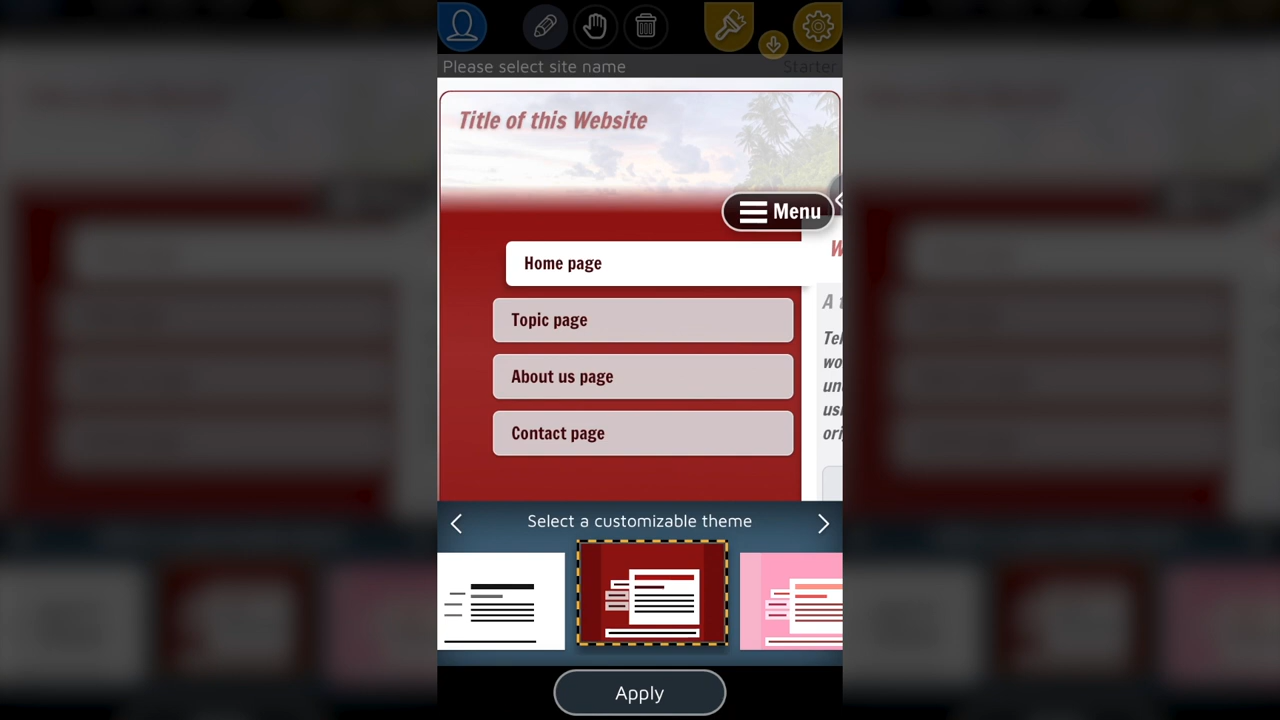 Please select site name
Starter
Title of this Website
Menu
Home page
Topic page
About us page
Contact page
A
Select a customizable theme
Apply